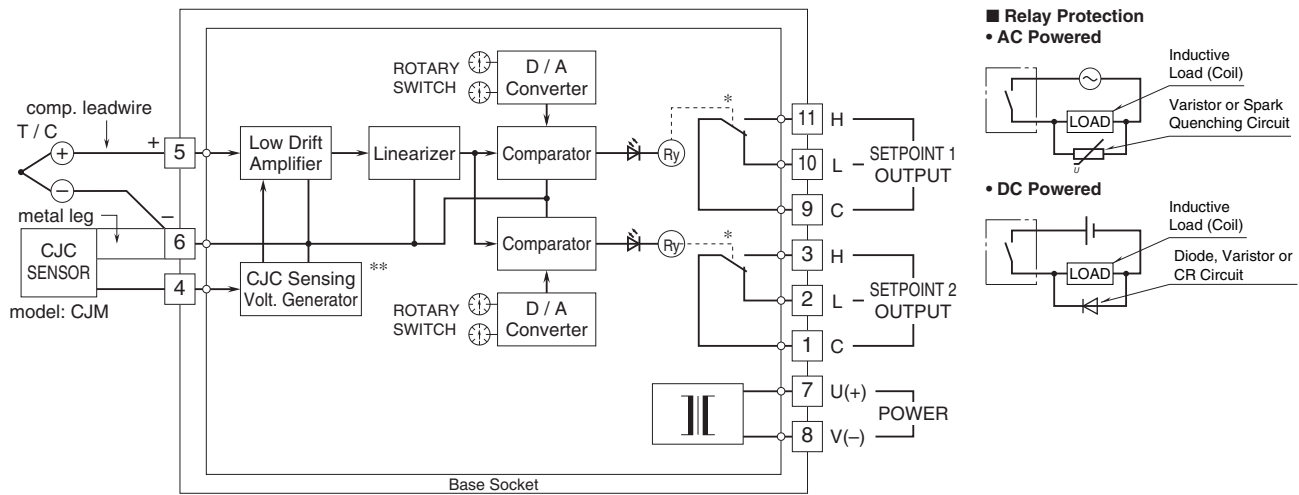 ROTARY
SWITCH
D / A
Converter
comp. leadwire
T / C
+
+
5
Low Drift
Amplifier
Linearizer
Comparator
Ry
*
11 H
10 L
9 C
SETPOINT 1
OUTPUT
–
–
metal leg
6
CJC
SENSOR
4
model: CJM
CJC Sensing
Volt. Generator
**
Comparator
Ry
*
3 H
2 L
1 C
SETPOINT 2
OUTPUT
ROTARY
SWITCH
D / A
Converter
7 U(+)
8 V(–)
POWER
Base Socket
■ Relay Protection
• AC Powered
Inductive
Load (Coil)
LOAD
Varistor or Spark
Quenching Circuit
U
• DC Powered
Inductive
Load (Coil)
LOAD
Diode, Varistor or
CR Circuit